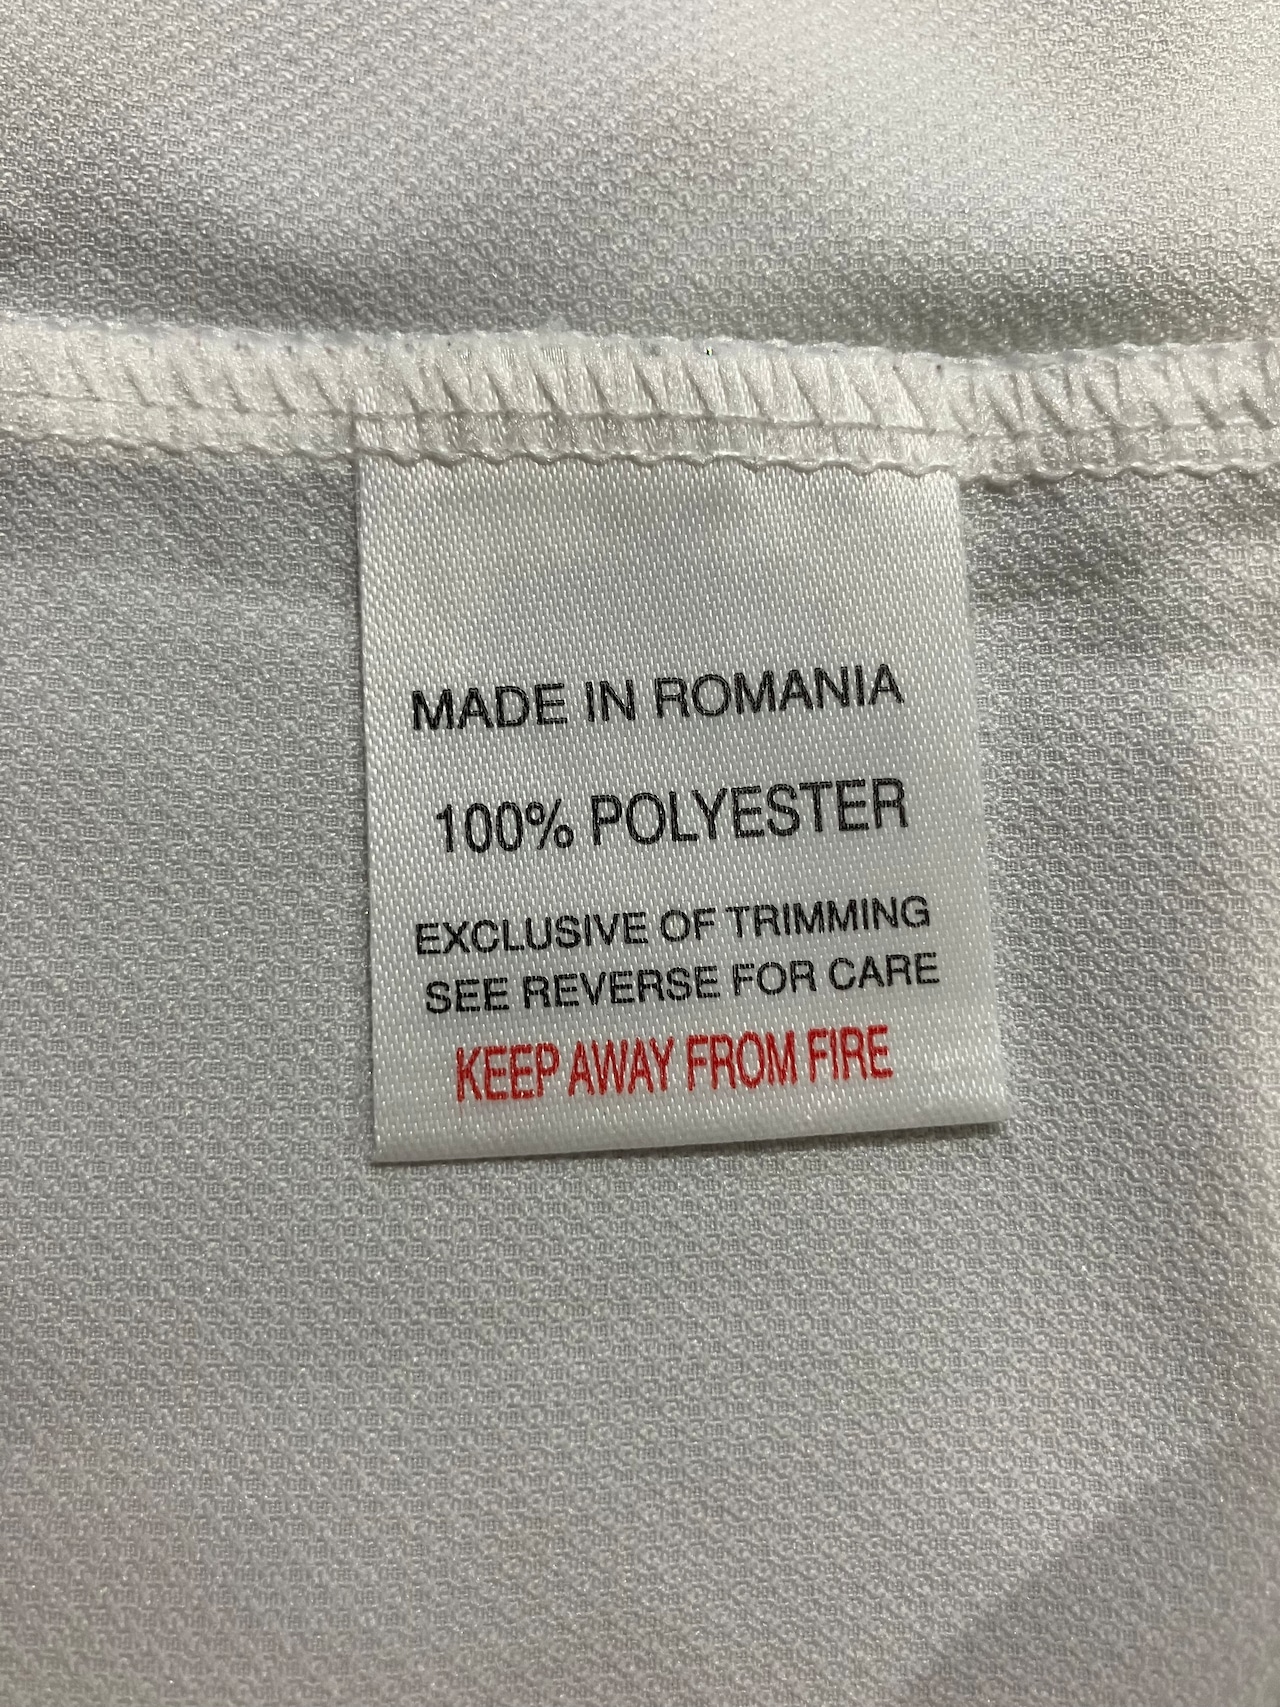 MADE IN ROMANIA
100% POLYESTER
EXCLUSIVE OF TRIMMING
SEE REVERSE FOR CARE
KEEP AWAY FROM FIRE